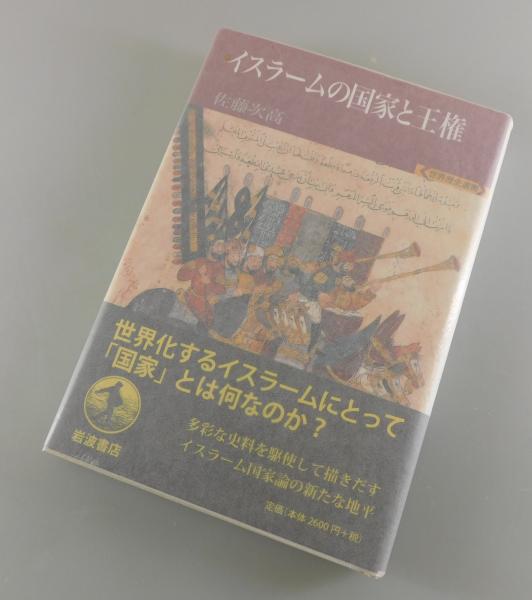 イスラームの国家と王権
佐藤次高
世界歴史選書
世界化するイスラームにとって
「国家」とは何なのか?
岩波書店
多彩な史料を駆使して描きだす
イスラーム国家論の新たな地平
定価(本体2600円+税)